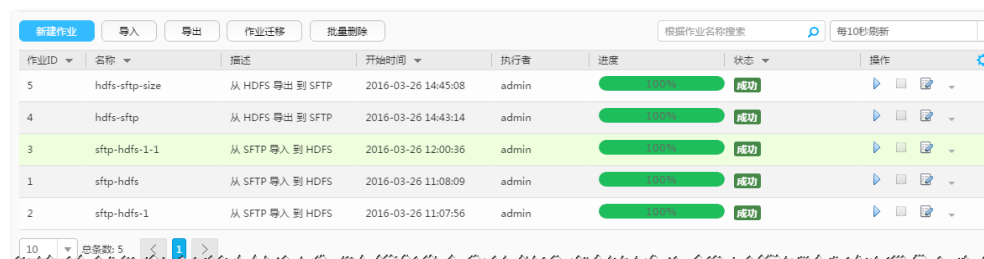 新建作业 导入 导出 作业迁移 批量删除 根据作业名称搜索 每10秒刷新
作业ID 名称 描述 开始时间 执行者 进度 状态 操作
5 hdfs-sftp-size 从 HDFS 导出 到 SFTP 2016-03-26 14:45:08 admin 100% 成功
4 hdfs-sftp 从 HDFS 导出 到 SFTP 2016-03-26 14:43:14 admin 100% 成功
3 sftp-hdfs-1-1 从 SFTP 导入 到 HDFS 2016-03-26 12:00:36 admin 100% 成功
1 sftp-hdfs 从 SFTP 导入 到 HDFS 2016-03-26 11:08:09 admin 100% 成功
2 sftp-hdfs-1 从 SFTP 导入 到 HDFS 2016-03-26 11:07:56 admin 100% 成功
10 总条数: 5 1